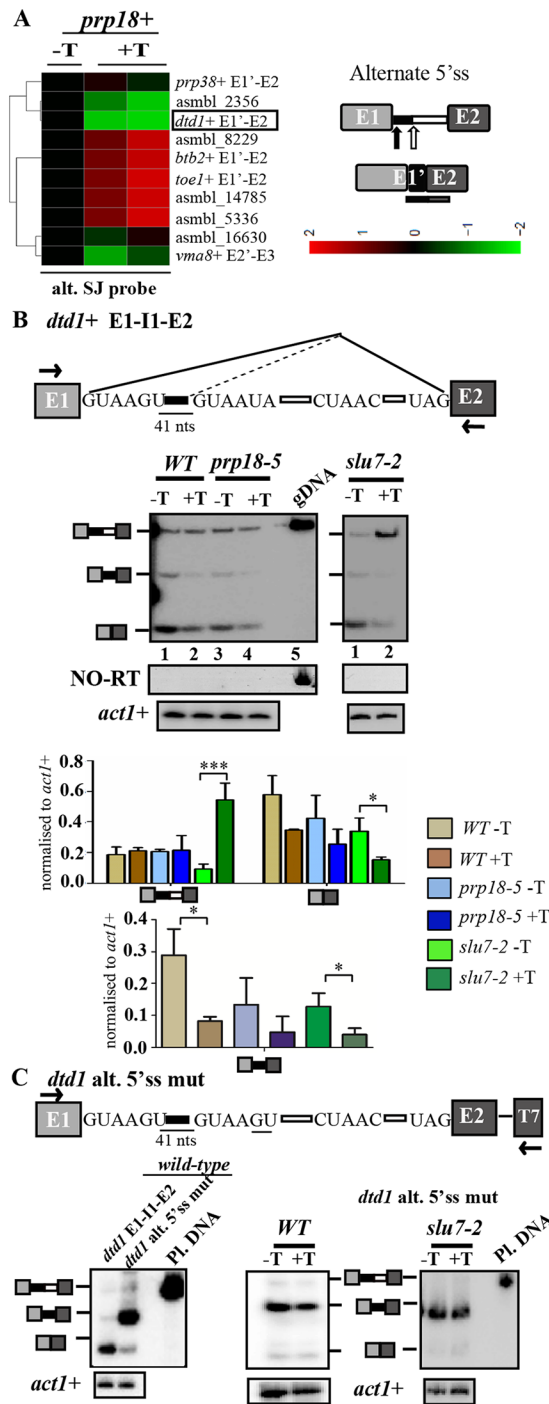 A
prp18+
-T +T
prp38+ E1'-E2
asmbl_2356
dtd1+ E1'-E2
asmbl_8229
btb2+ E1'-E2
toe1+ E1'-E2
asmbl_14785
asmbl_5336
asmbl_16630
vma8+ E2'-E3
alt. SJ probe
Alternate 5'ss
E1 E2
E1' E2
2 1 0 -1 -2
B dtd1+ E1-I1-E2
E1 GUAAGU GUAAUA CUAAC UAG E2
41 nts
WT prp18-5 gDNA slu7-2
-T +T -T +T -T +T
1 2 3 4 5 1 2
NO-RT
act1+
normalised to act1+
0.8
0.6
0.4
0.2
0.0
*** *
normalised to act1+
0.4
0.3
0.2
0.1
0.0
* *
WT -T
WT +T
prp18-5 -T
prp18-5 +T
slu7-2 -T
slu7-2 +T
C dtd1 alt. 5'ss mut
E1 GUAAGU GUAAGU CUAAC UAG E2 T7
41 nts
wild-type
dtd1 E1-I1-E2
dtd1 alt. 5'ss mut
Pl. DNA
act1+
dtd1 alt. 5'ss mut
WT slu7-2 Pl. DNA
-T +T -T +T
act1+